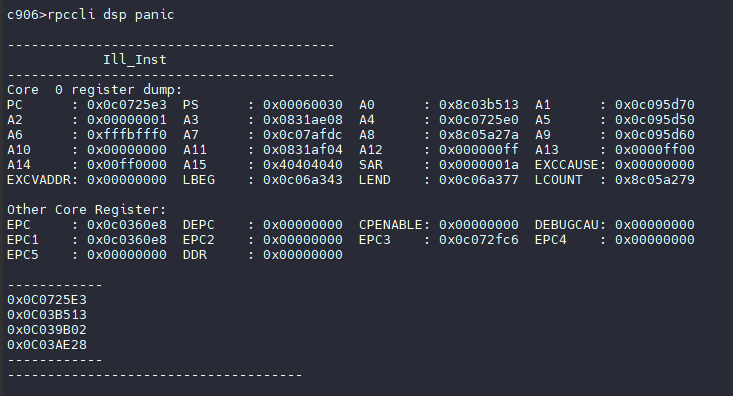 c906>rpccli dsp panic
-----------------------------------------
Ill_Inst
-----------------------------------------
Core  0 register dump:
PC      : 0x0c0725e3  PS      : 0x00060030  A0      : 0x8c03b513  A1      : 0x0c095d70
A2      : 0x00000001  A3      : 0x0831ae08  A4      : 0x0c0725e0  A5      : 0x0c095d50
A6      : 0xfffbfff0  A7      : 0x0c07afdc  A8      : 0x8c05a27a  A9      : 0x0c095d60
A10     : 0x00000000  A11     : 0x0831af04  A12     : 0x000000ff  A13     : 0x0000ff00
A14     : 0x00ff0000  A15     : 0x40404040  SAR     : 0x0000001a  EXCCAUSE: 0x00000000
EXCVADDR: 0x00000000  LBEG    : 0x0c06a343  LEND    : 0x0c06a377  LCOUNT  : 0x8c05a279
Other Core Register:
EPC     : 0x0c0360e8  DEPC    : 0x00000000  CPENABLE: 0x00000000  DEBUGCAU: 0x00000000
EPC1    : 0x0c0360e8  EPC2    : 0x00000000  EPC3    : 0x0c072fc6  EPC4    : 0x00000000
EPC5    : 0x00000000  DDR     : 0x00000000
------------
0x0C0725E3
0x0C03B513
0x0C039B02
0x0C03AE28
------------
-------------------------------------